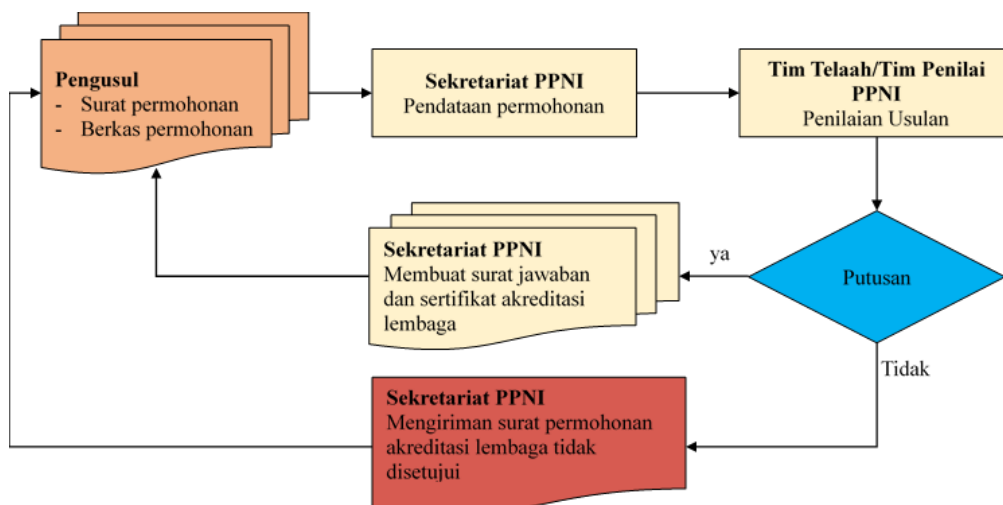 Pengusul
- Surat permohonan
- Berkas permohonan
Sekretariat PPNI
Pendataan permohonan
Tim Telaah/Tim Penilai
PPNI
Penilaian Usulan
Sekretariat PPNI
Membuat surat jawaban
dan sertifikat akreditasi
lembaga
ya
Putusan
Tidak
Sekretariat PPNI
Mengiriman surat permohonan
akreditasi lembaga tidak
disetujui